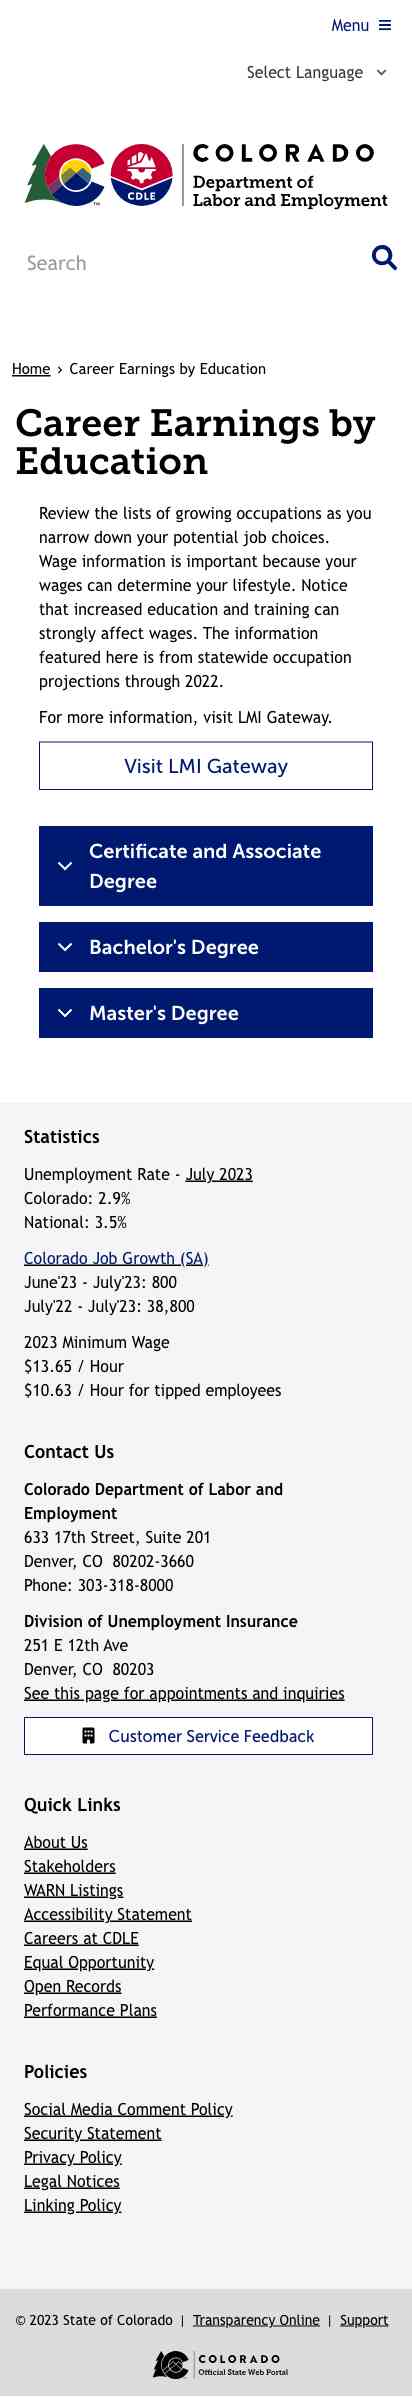 Menu
Select Language
COLORADO
Department of
Labor and Employment
CDLE
TM
Search
Home › Career Earnings by Education
Career Earnings by
Education
Review the lists of growing occupations as you
narrow down your potential job choices.
Wage information is important because your
wages can determine your lifestyle. Notice
that increased education and training can
strongly affect wages. The information
featured here is from statewide occupation
projections through 2022.
For more information, visit LMI Gateway.
Visit LMI Gateway
Certificate and Associate
Degree
Bachelor's Degree
Master's Degree
Statistics
Unemployment Rate - July 2023
Colorado: 2.9%
National: 3.5%
Colorado Job Growth (SA)
June'23 - July'23: 800
July'22 - July'23: 38,800
2023 Minimum Wage
$13.65 / Hour
$10.63 / Hour for tipped employees
Contact Us
Colorado Department of Labor and
Employment
633 17th Street, Suite 201
Denver, CO  80202-3660
Phone: 303-318-8000
Division of Unemployment Insurance
251 E 12th Ave
Denver, CO  80203
See this page for appointments and inquiries
Customer Service Feedback
Quick Links
About Us
Stakeholders
WARN Listings
Accessibility Statement
Careers at CDLE
Equal Opportunity
Open Records
Performance Plans
Policies
Social Media Comment Policy
Security Statement
Privacy Policy
Legal Notices
Linking Policy
© 2023 State of Colorado | Transparency Online | Support
COLORADO
Official State Web Portal